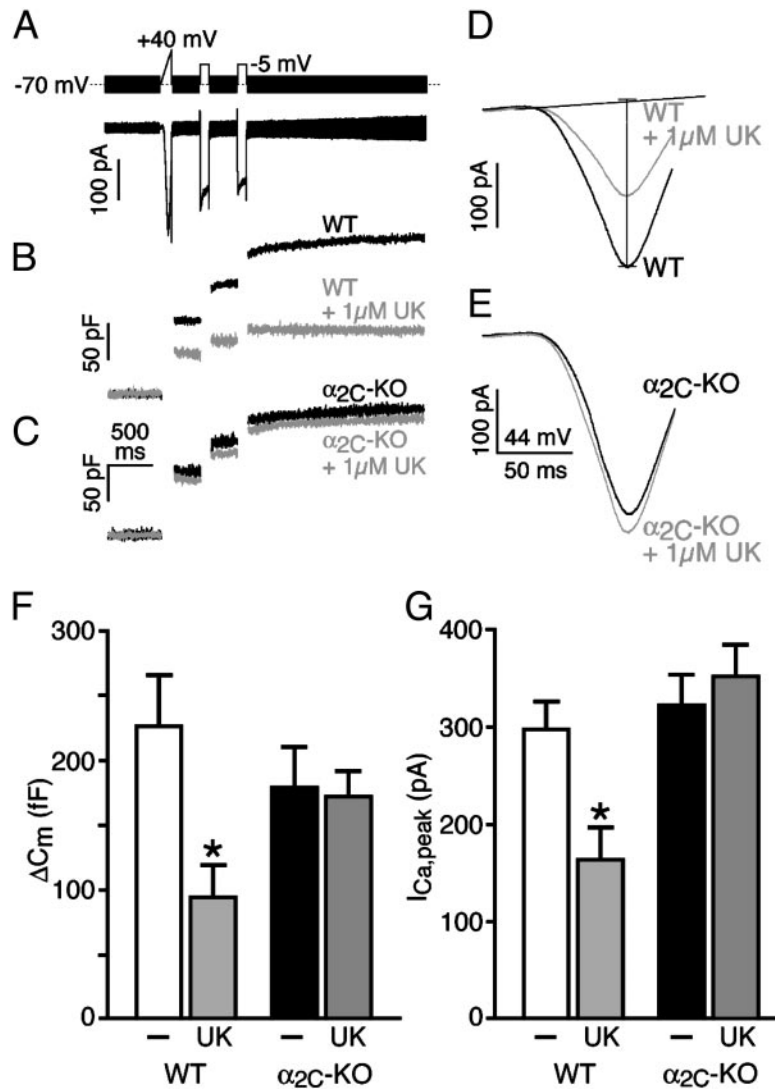 A
+40 mV
-5 mV
-70 mV
100 pA
B
WT
WT
+ 1µM UK
50 pF
C
500
ms
50 pF
α2C-KO
α2C-KO
+ 1µM UK
D
WT
+ 1µM UK
100 pA
WT
E
α2C-KO
100 pA
44 mV
50 ms
α2C-KO
+ 1µM UK
F
300
200
100
0
ΔCm (fF)
*
– UK – UK
WT α2C-KO
G
400
300
200
100
0
ICa,peak (pA)
*
– UK – UK
WT α2C-KO